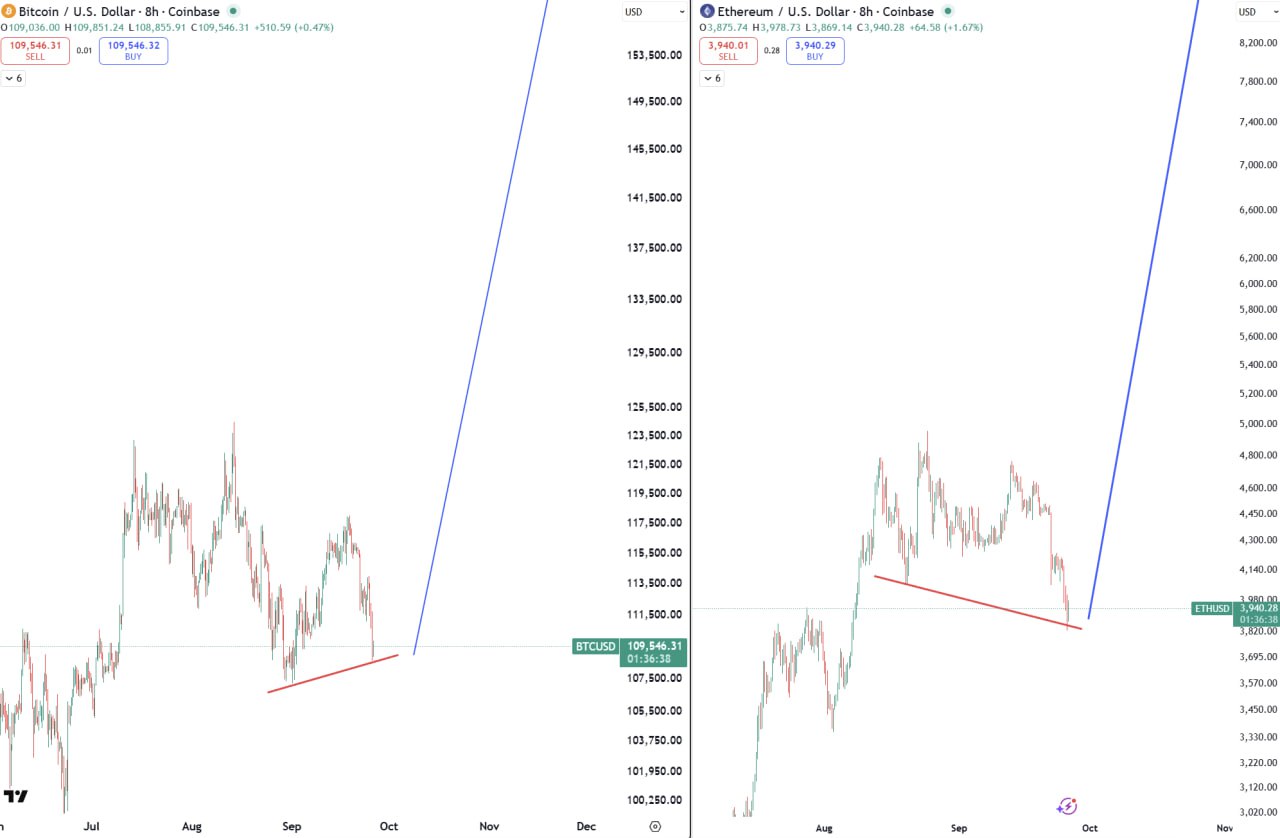 Bitcoin / U.S. Dollar · 8h · Coinbase
O109,036.00 H109,851.24 L108,855.91 C109,546.31 +510.59 (+0.47%)
109,546.31
SELL
0.01
109,546.32
BUY
6
USD
153,500.00
149,500.00
145,500.00
141,500.00
137,500.00
133,500.00
129,500.00
125,500.00
123,500.00
121,500.00
119,500.00
117,500.00
115,500.00
113,500.00
111,500.00
BTCUSD
109,546.31
01:36:38
107,500.00
105,500.00
103,750.00
101,950.00
100,250.00
Jul
Aug
Sep
Oct
Nov
Dec
Ethereum / U.S. Dollar · 8h · Coinbase
O3,875.74 H3,978.73 L3,869.14 C3,940.28 +64.58 (+1.67%)
3,940.01
SELL
0.28
3,940.29
BUY
6
USD
8,200.00
7,800.00
7,400.00
7,000.00
6,600.00
6,200.00
6,000.00
5,800.00
5,600.00
5,400.00
5,200.00
5,000.00
4,800.00
4,600.00
4,450.00
4,300.00
4,140.00
3,980.00
ETHUSD
3,940.28
01:36:38
3,820.00
3,695.00
3,570.00
3,450.00
3,330.00
3,220.00
3,120.00
3,020.00
Aug
Sep
Oct
Nov